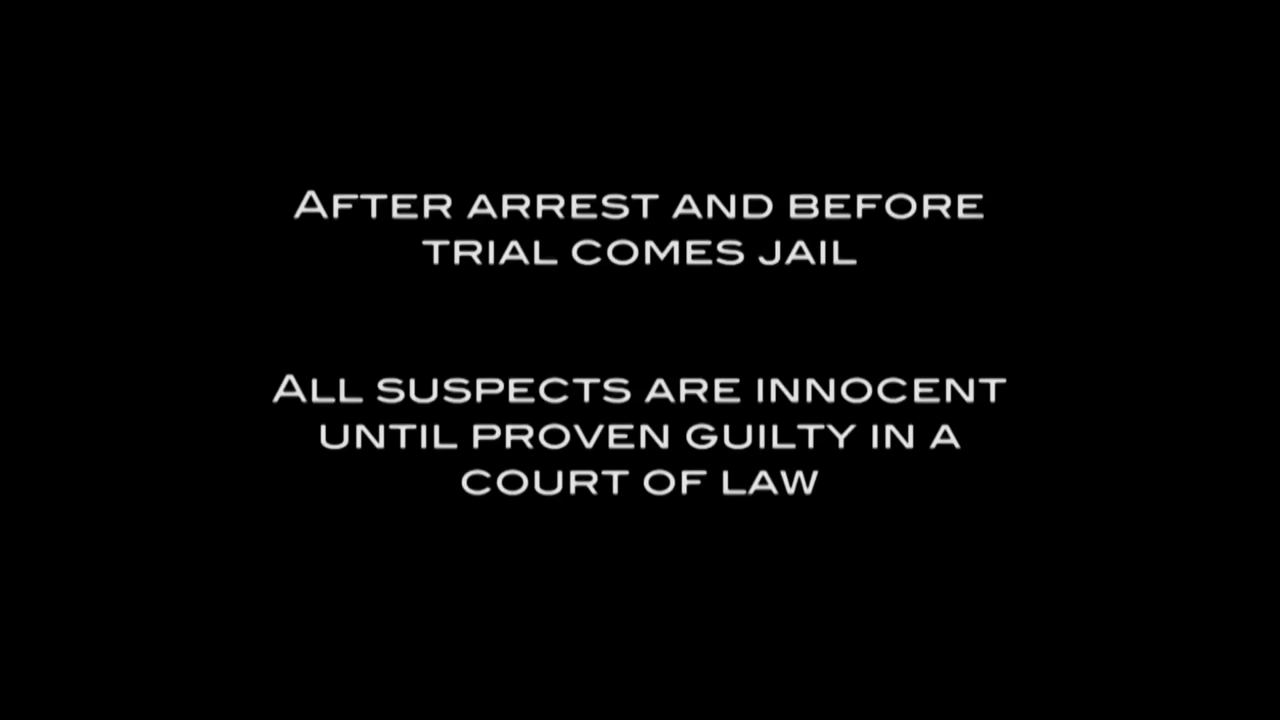 AFTER ARREST AND BEFORE
TRIAL COMES JAIL
ALL SUSPECTS ARE INNOCENT
UNTIL PROVEN GUILTY IN A
COURT OF LAW